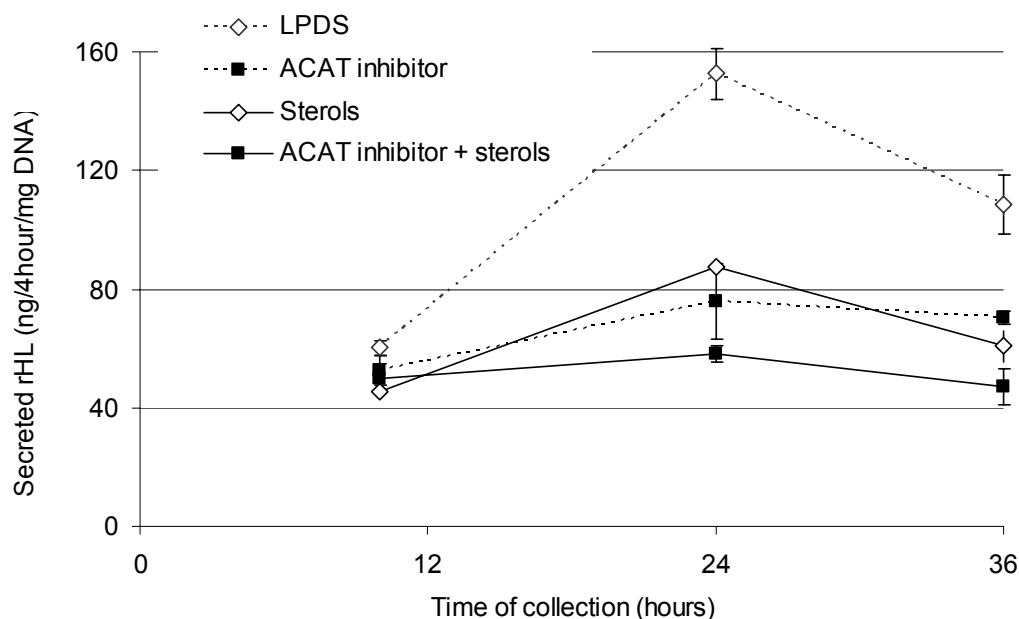 LPDS
ACAT inhibitor
Sterols
ACAT inhibitor + sterols
160
120
80
40
0
Secreted rHL (ng/4hour/mg DNA)
0 12 24 36
Time of collection (hours)